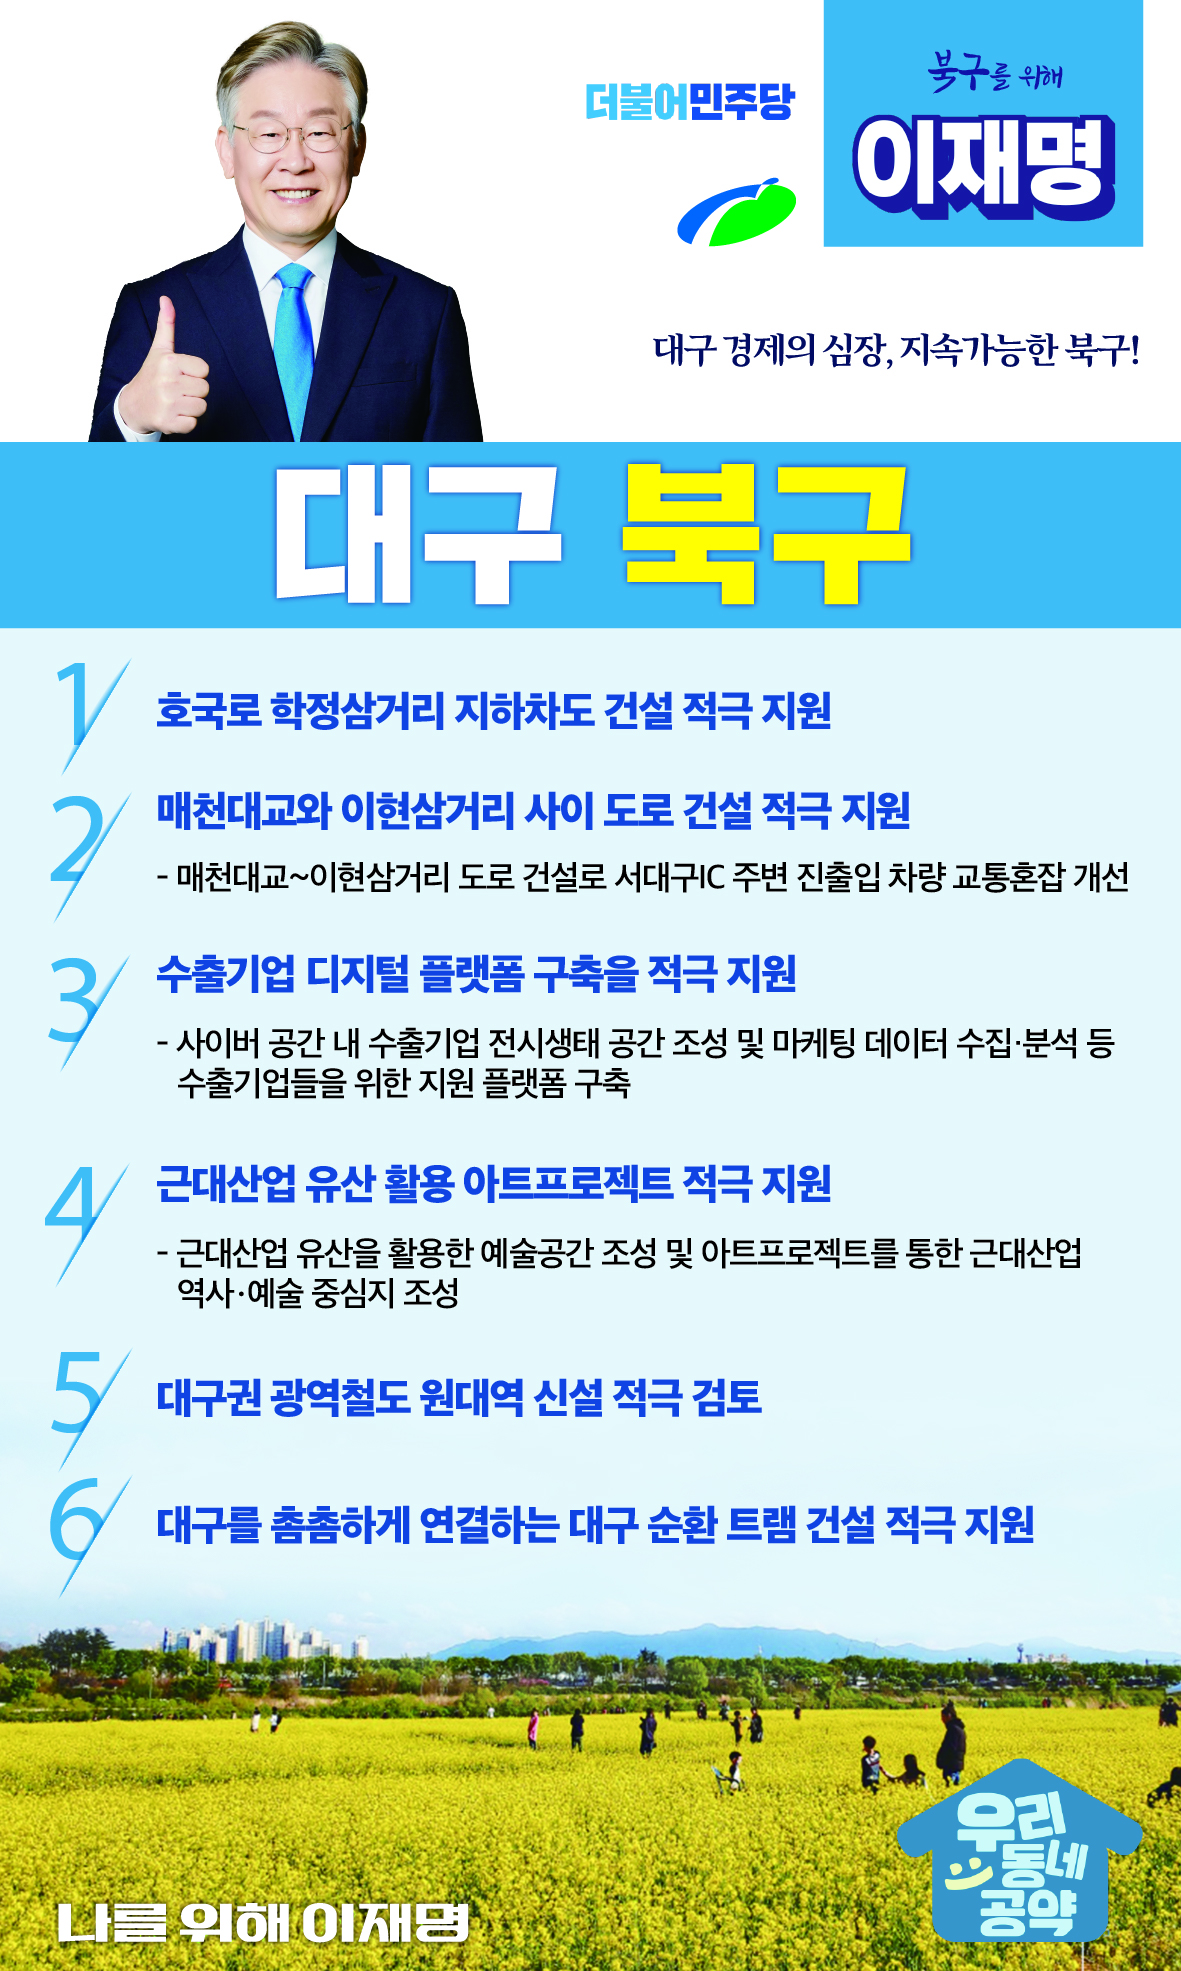 더불어민주당
북구를 위해
이재명
대구 경제의 심장, 지속가능한 북구!
대구 북구
1 호국로 학정삼거리 지하차도 건설 적극 지원
2 매천대교와 이현삼거리 사이 도로 건설 적극 지원
- 매천대교~이현삼거리 도로 건설로 서대구IC 주변 진출입 차량 교통혼잡 개선
3 수출기업 디지털 플랫폼 구축을 적극 지원
- 사이버 공간 내 수출기업 전시생태 공간 조성 및 마케팅 데이터 수집·분석 등
수출기업들을 위한 지원 플랫폼 구축
4 근대산업 유산 활용 아트프로젝트 적극 지원
- 근대산업 유산을 활용한 예술공간 조성 및 아트프로젝트를 통한 근대산업
역사·예술 중심지 조성
5 대구권 광역철도 원대역 신설 적극 검토
6 대구를 촘촘하게 연결하는 대구 순환 트램 건설 적극 지원
우리
동네
공약
나를 위해 이재명